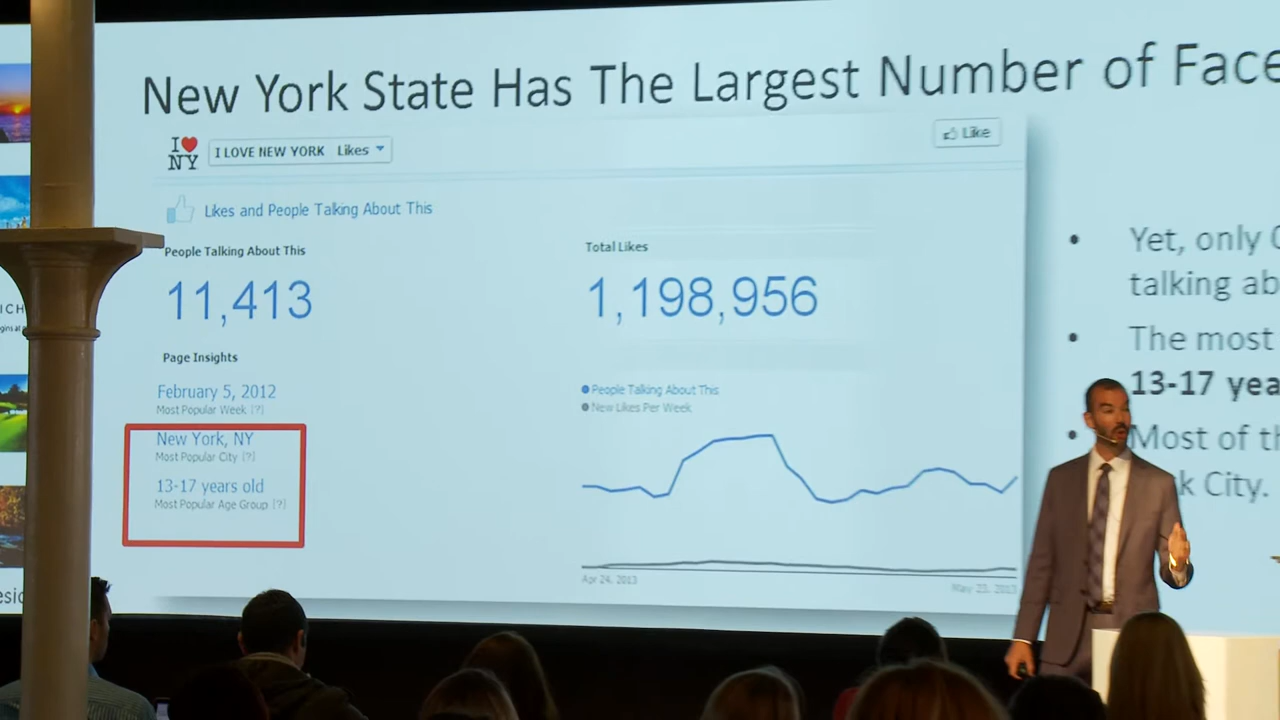 New York State Has The Largest Number of Face
I ♥ NY
I LOVE NEW YORK Likes
Like
Likes and People Talking About This
People Talking About This
11,413
Total Likes
1,198,956
Page Insights
February 5, 2012
Most Popular Week [?]
New York, NY
Most Popular City [?]
13-17 years old
Most Popular Age Group [?]
People Talking About This
New Likes Per Week
Apr 24, 2013
May 23, 2013
• Yet, only
talking ab
• The most
13-17 yea
• Most of th
k City.